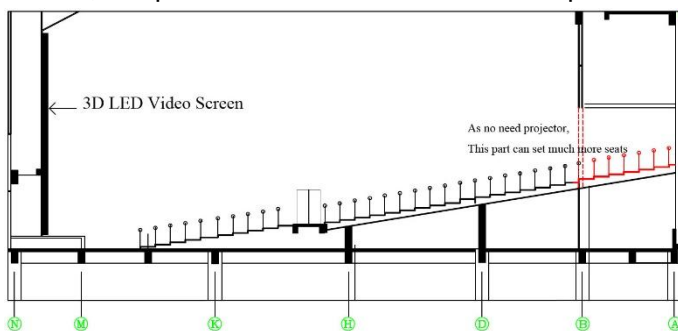 3D LED Video Screen
As no need projector,
This part can set much more seats
N M K H D B A